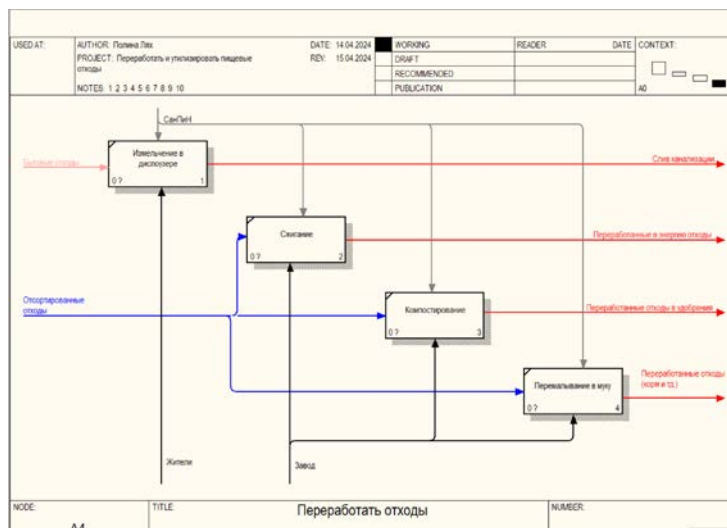 USED AT:
AUTHOR: Полина Лях
DATE: 14.04.2024
WORKING
READER
DATE
CONTEXT:
PROJECT: Переработать и утилизировать пищевые
отходы
REV: 15.04.2024
DRAFT
RECOMMENDED
NOTES 1 2 3 4 5 6 7 8 9 10
PUBLICATION
A0
СанПиН
Измельчение в
диспоузере
0 ?
1
Бытовые отходы
Слив канализации
Сжигание
0 ?
2
Переработанные в энергию отходы
Отсортированные
отходы
Компостирование
0 ?
3
Переработанные отходы в удобрения
Перемалывание в муку
0 ?
4
Переработанные отходы
(корм и тд.)
Жители
Завод
NODE:
TITLE:
Переработать отходы
NUMBER:
A4